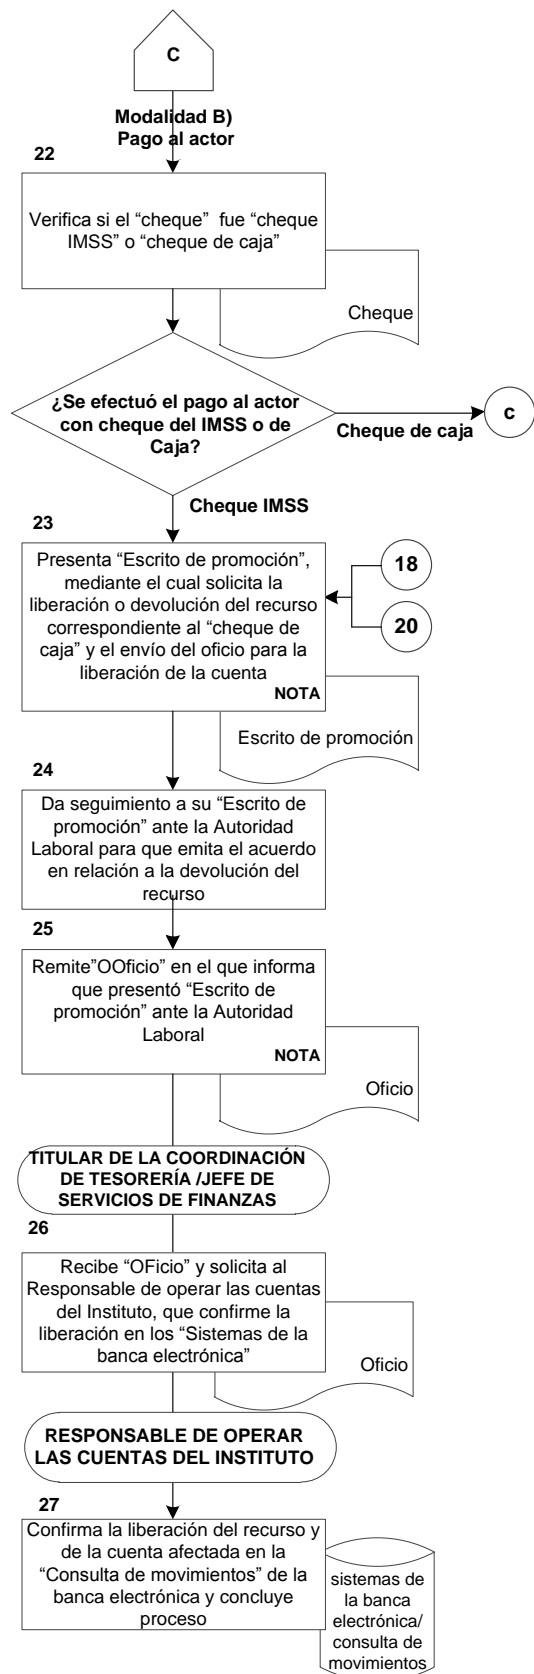 C
Modalidad B)
Pago al actor
22
Verifica si el “cheque”  fue “cheque
IMSS” o “cheque de caja”
Cheque
¿Se efectuó el pago al actor
con cheque del IMSS o de
Caja?
Cheque de caja
c
Cheque IMSS
23
Presenta “Escrito de promoción”,
mediante el cual solicita la
liberación o devolución del recurso
correspondiente al “cheque de
caja” y el envío del oficio para la
liberación de la cuenta
NOTA
18
20
Escrito de promoción
24
Da seguimiento a su “Escrito de
promoción” ante la Autoridad
Laboral para que emita el acuerdo
en relación a la devolución del
recurso
25
Remite”OOficio” en el que informa
que presentó “Escrito de
promoción” ante la Autoridad
Laboral
NOTA
Oficio
TITULAR DE LA COORDINACIÓN
DE TESORERÍA /JEFE DE
SERVICIOS DE FINANZAS
26
Recibe “OFicio” y solicita al
Responsable de operar las cuentas
del Instituto, que confirme la
liberación en los “Sistemas de la
banca electrónica”
Oficio
RESPONSABLE DE OPERAR
LAS CUENTAS DEL INSTITUTO
27
Confirma la liberación del recurso y
de la cuenta afectada en la
“Consulta de movimientos” de la
banca electrónica y concluye
proceso
sistemas de
la banca
electrónica/
consulta de
movimientos